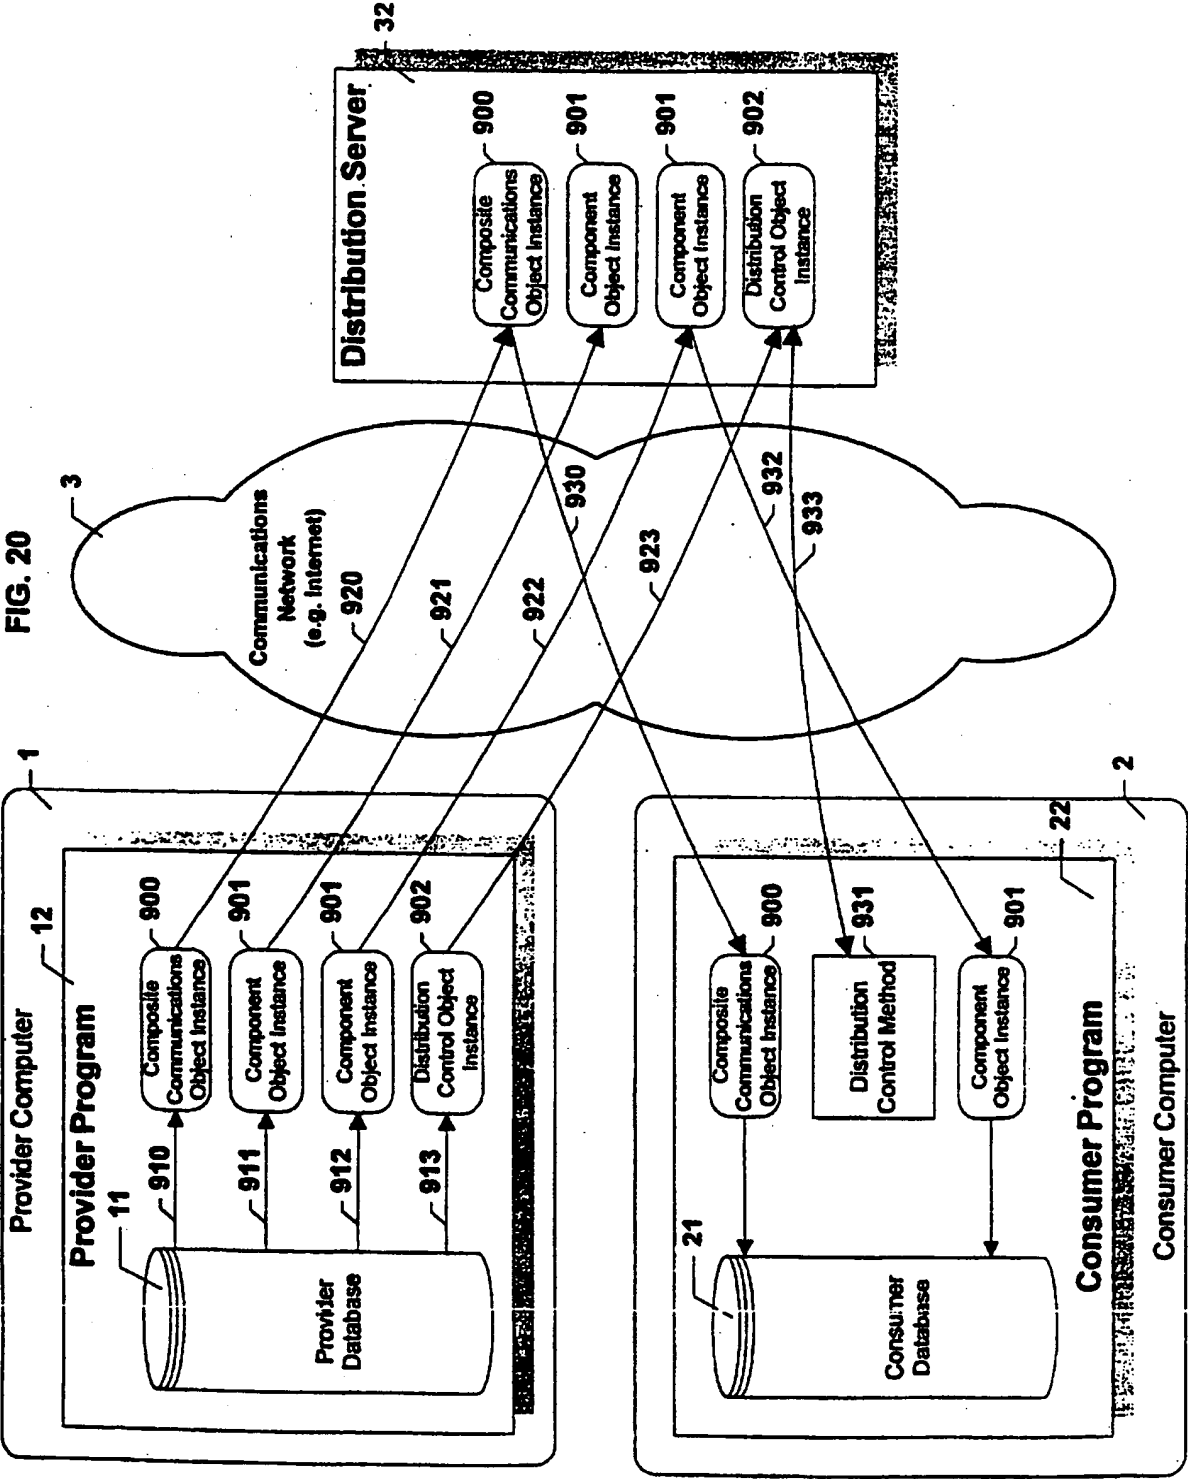 FIG. 20
Provider Computer
1
Provider Program
12
11
Provider
Database
910
911
912
913
Composite
Communications
Object Instance
900
Component
Object Instance
901
Component
Object Instance
901
Distribution
Control Object
Instance
902
3
Communications
Network
(e.g. Internet)
920
921
922
923
930
932
933
Distribution Server
32
Composite
Communications
Object Instance
900
Component
Object Instance
901
Component
Object Instance
901
Distribution
Control Object
Instance
902
21
Consumer
Database
Composite
Communications
Object Instance
900
Distribution
Control Method
931
Component
Object Instance
901
22
2
Consumer Program
Consumer Computer